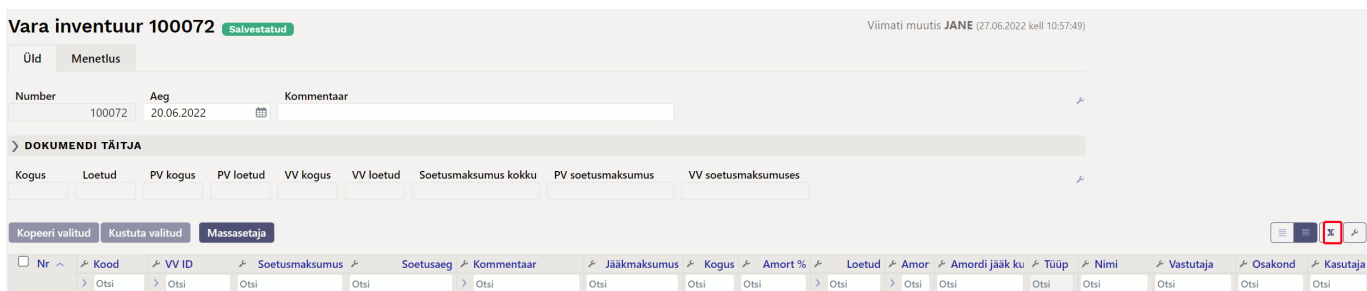 Vara inventuur 100072 Salvestatud Viimati muutis JANE (27.06.2022 kell 10:57:49)
Üld Menetlus
Number Aeg Kommentaar
100072 20.06.2022
DOKUMENDI TÄITJA
Kogus Loetud PV kogus PV loetud VV kogus VV loetud Soetusmaksumus kokku PV soetusmaksumus VV soetusmaksumuses
Kopeeri valitud Kustuta valitud Massasetaja
Nr Kood VV ID Soetusmaksumus Soetusaeg Kommentaar Jääkmaksumus Kogus Amort % Loetud Amor Amordi jääk ku Tüüp Nimi Vastutaja Osakond Kasutaja
Otsi Otsi Otsi Otsi Otsi Otsi Otsi Otsi Otsi Otsi Otsi Otsi Otsi Otsi Otsi Otsi